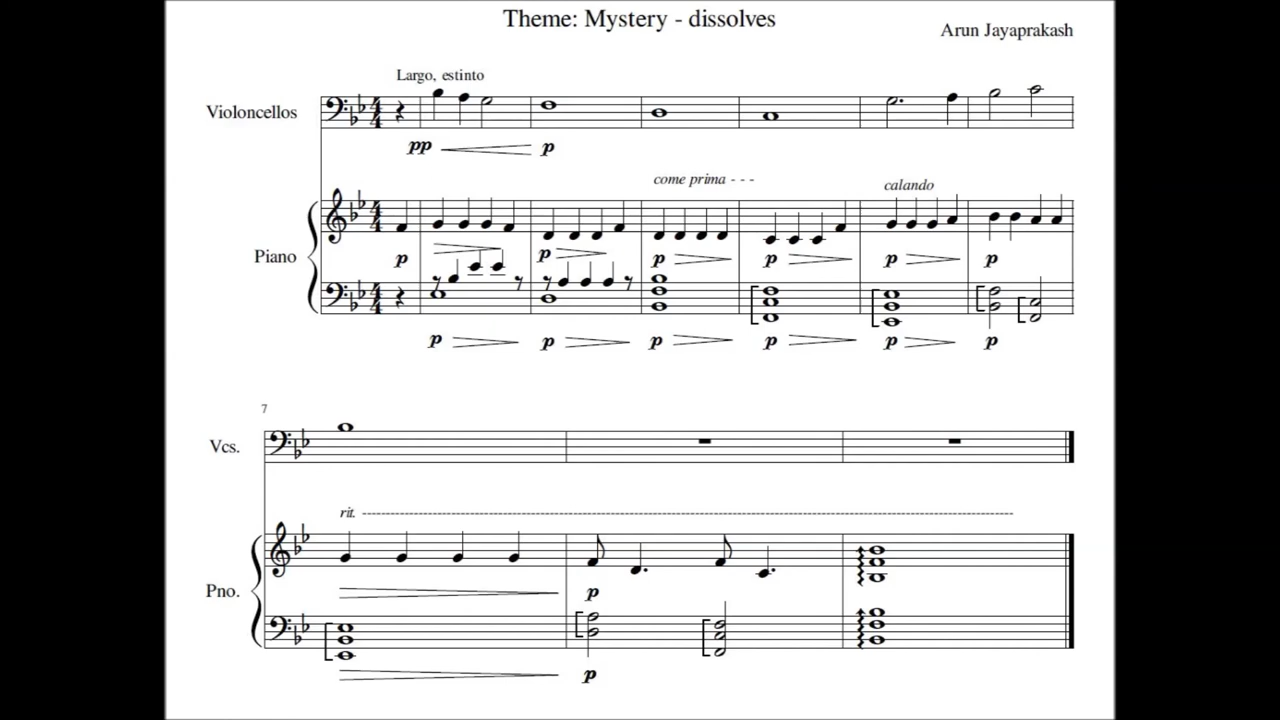 Theme: Mystery - dissolves
Arun Jayaprakash
Largo, estinto
Violoncellos
pp p
come prima - - -
calando
Piano
p p p p p p
p p p p p p
7
Vcs.
rit.
Pno.
p
p